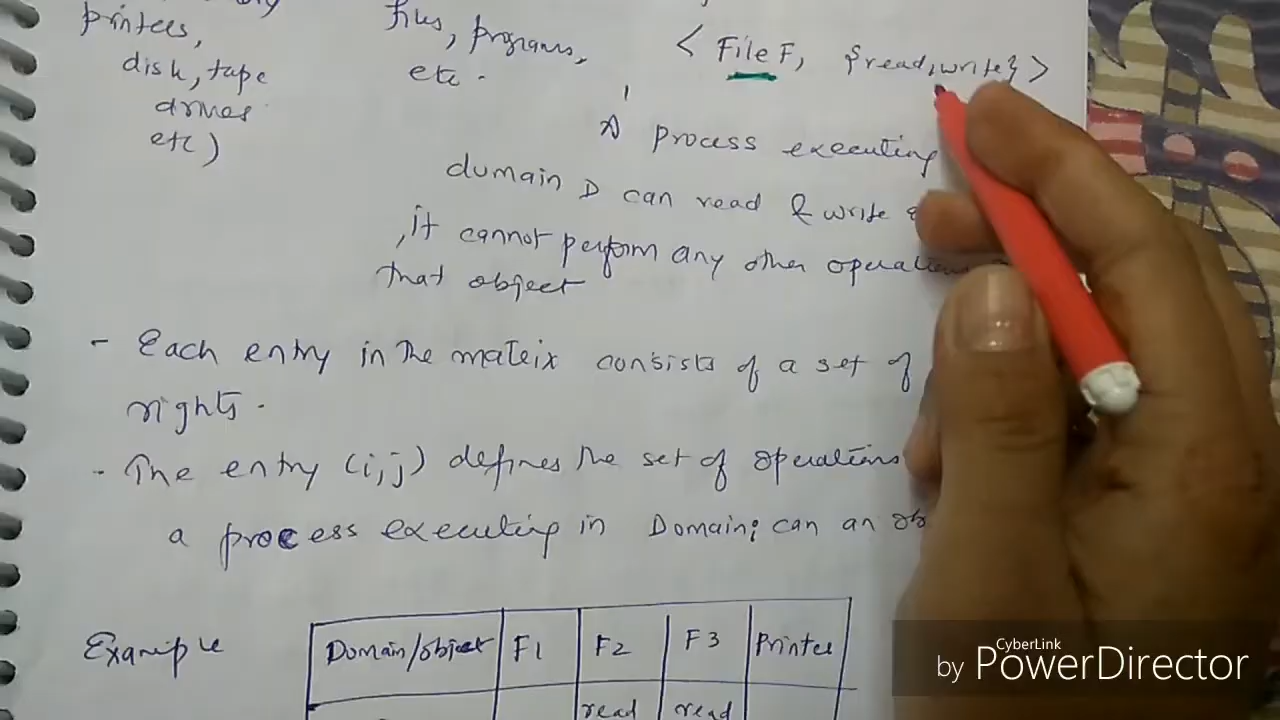 printers,
disk, tape
drives
etc)
files, programs,
etc.
< File F, {read, write} >
A process executing
domain D can read & write
, it cannot perform any other operation
that object
- Each entry in the matrix consists of a set of
rights.
- The entry (i,j) defines the set of operations
a process executing in Domain i can an ob
Example
Domain/object F1 F2 F3 Printer
read read
CyberLink
by PowerDirector